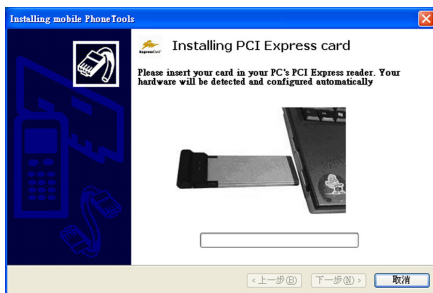 Installing mobile PhoneTools
ExpressCard
Installing PCI Express card
Please insert your card in your PC's PCI Express reader. Your
hardware will be detected and configured automatically
<上一步(B) 下一步(N)> 取消